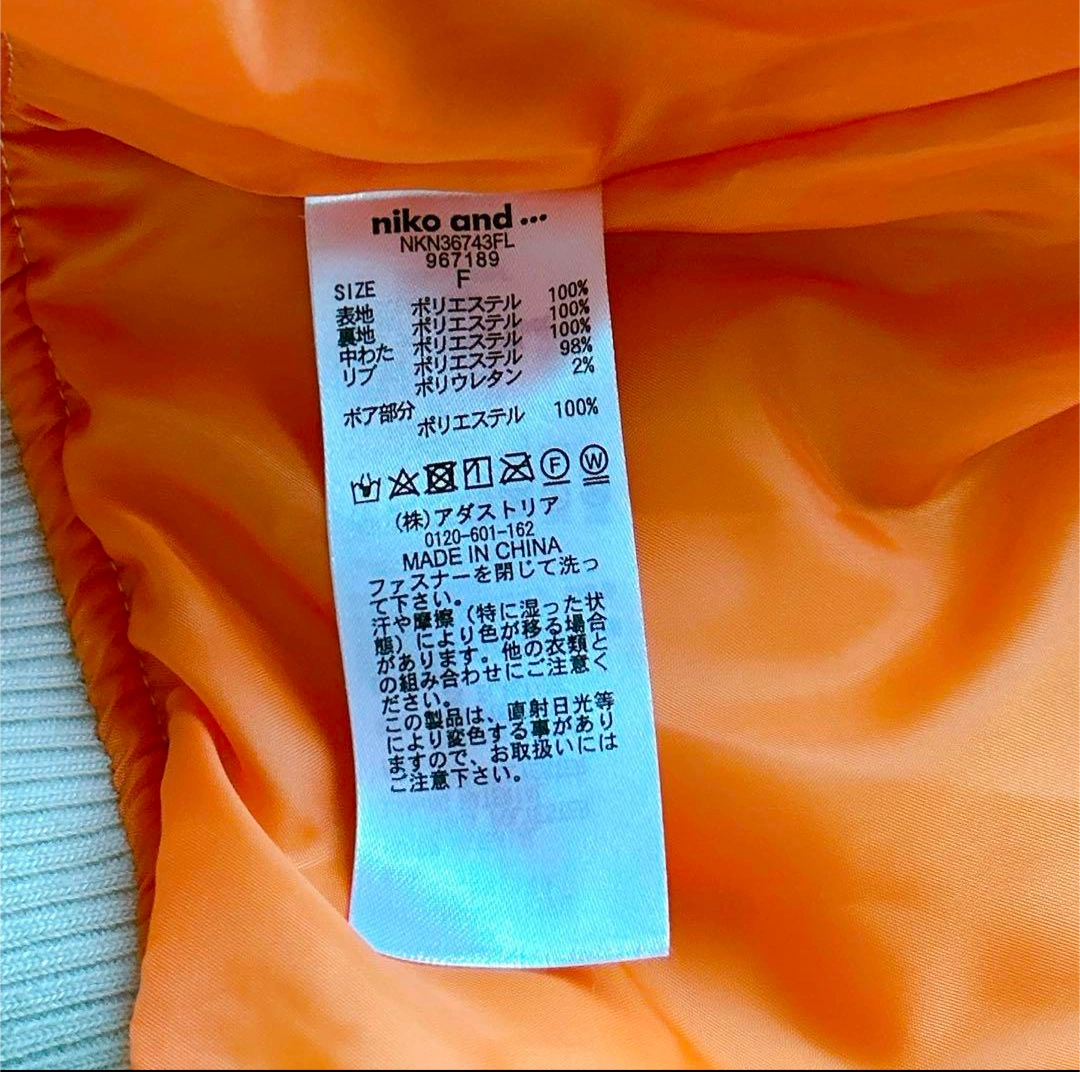 niko and ...
NKN36743FL
967189
SIZE F
表地 ポリエステル 100%
裏地 ポリエステル 100%
中わた ポリエステル 100%
リブ ポリエステル 98%
ポリウレタン 2%
ボア部分 ポリエステル 100%
F W
(株)アダストリア
0120-601-162
MADE IN CHINA
ファスナーを閉じて洗っ
て下さい。
汗や摩擦(特に湿った状
態)により色が移る場合
があります。他の衣類と
の組み合わせにご注意く
ださい。
この製品は、直射日光等
により変色する事があり
ますので、お取扱いには
ご注意下さい。